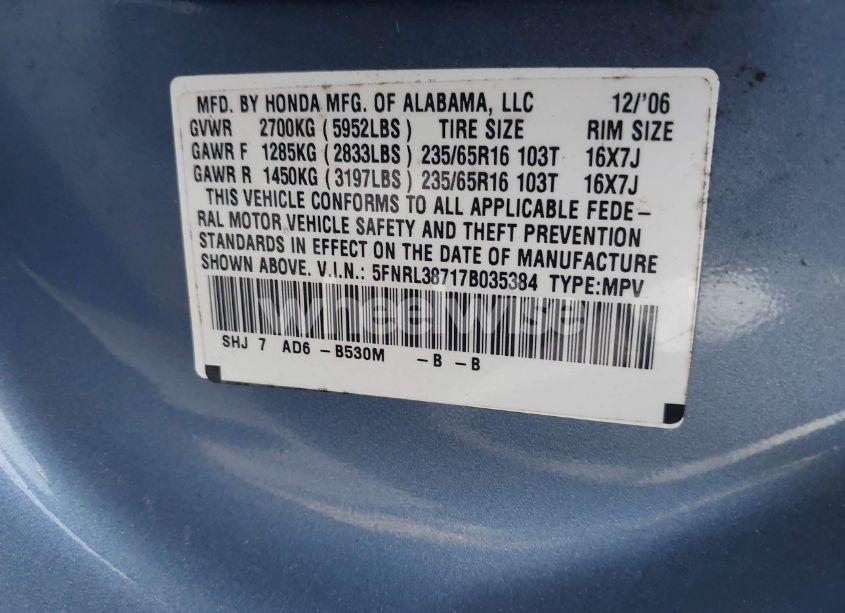 MFD. BY HONDA MFG. OF ALABAMA, LLC 12/'06
GVWR 2700KG (5952LBS) TIRE SIZE RIM SIZE
GAWR F 1285KG (2833LBS) 235/65R16 103T 16X7J
GAWR R 1450KG (3197LBS) 235/65R16 103T 16X7J
THIS VEHICLE CONFORMS TO ALL APPLICABLE FEDE-
RAL MOTOR VEHICLE SAFETY AND THEFT PREVENTION
STANDARDS IN EFFECT ON THE DATE OF MANUFACTURE
SHOWN ABOVE. V.I.N.: 5FNRL38717B035384 TYPE:MPV
wheelwise
SHJ 7 AD6 -B530M -B -B